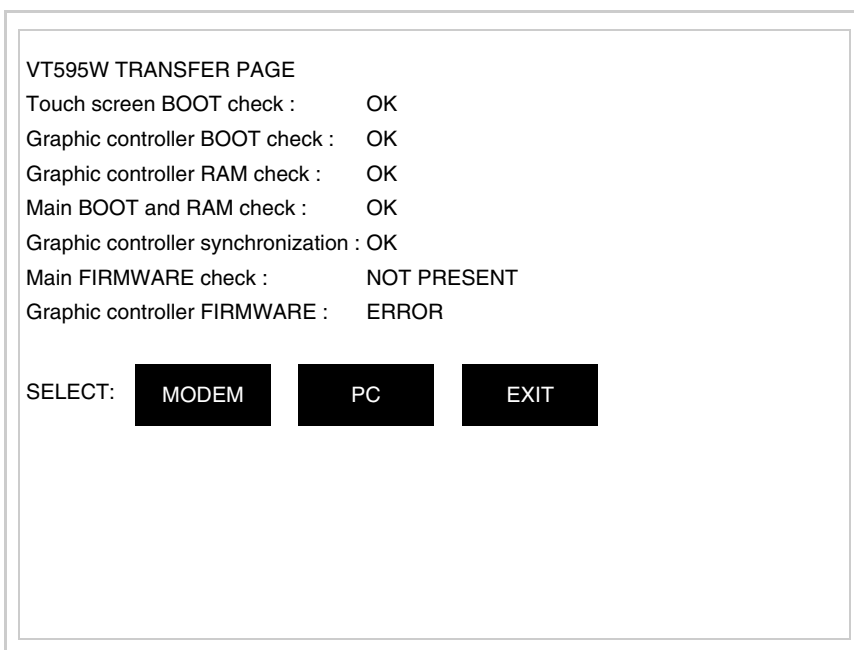 VT595W TRANSFER PAGE
Touch screen BOOT check : OK
Graphic controller BOOT check : OK
Graphic controller RAM check : OK
Main BOOT and RAM check : OK
Graphic controller synchronization : OK
Main FIRMWARE check : NOT PRESENT
Graphic controller FIRMWARE : ERROR
SELECT: MODEM PC EXIT